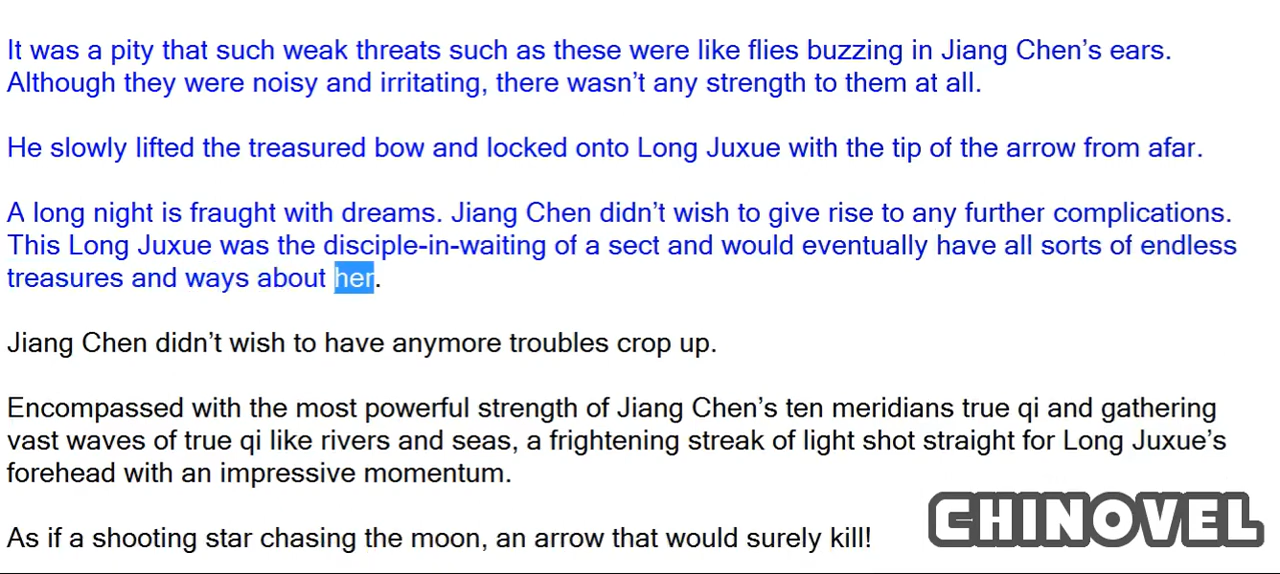 It was a pity that such weak threats such as these were like flies buzzing in Jiang Chen’s ears.
Although they were noisy and irritating, there wasn’t any strength to them at all.
He slowly lifted the treasured bow and locked onto Long Juxue with the tip of the arrow from afar.
A long night is fraught with dreams. Jiang Chen didn’t wish to give rise to any further complications.
This Long Juxue was the disciple-in-waiting of a sect and would eventually have all sorts of endless
treasures and ways about her.
Jiang Chen didn’t wish to have anymore troubles crop up.
Encompassed with the most powerful strength of Jiang Chen’s ten meridians true qi and gathering
vast waves of true qi like rivers and seas, a frightening streak of light shot straight for Long Juxue’s
forehead with an impressive momentum.
As if a shooting star chasing the moon, an arrow that would surely kill!
CHINOVEL